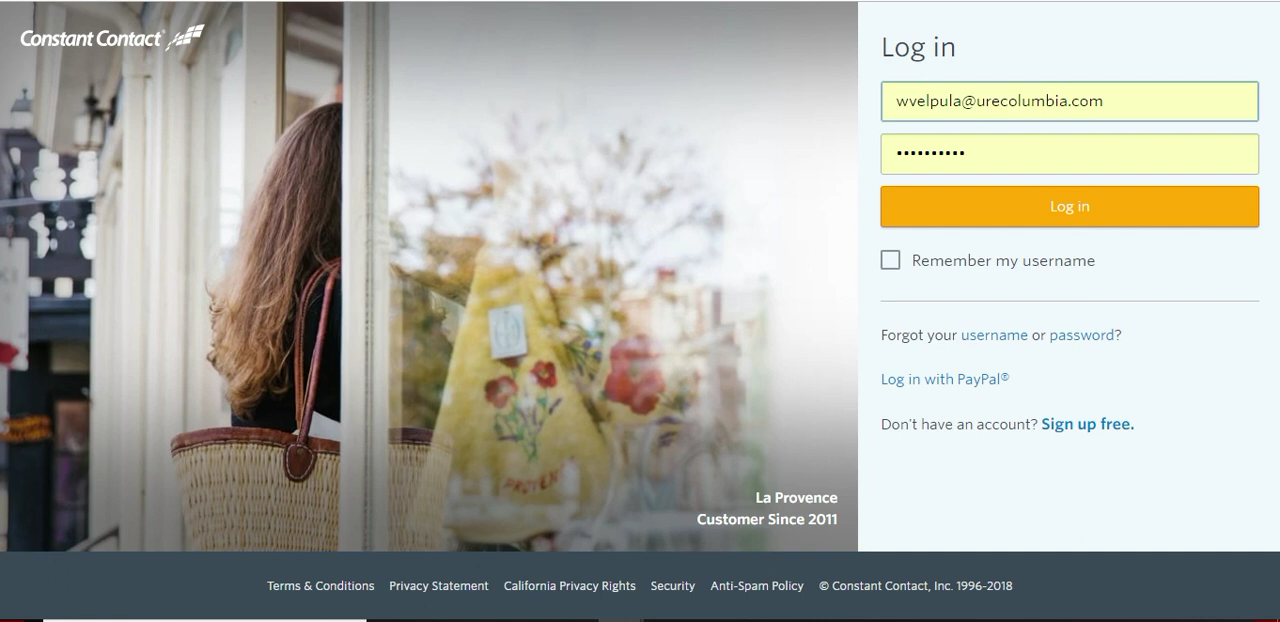 Constant Contact®
Log in
wvelpula@urecolumbia.com
••••••••••
Log in
Remember my username
Forgot your username or password?
Log in with PayPal®
Don't have an account? Sign up free.
La Provence
Customer Since 2011
Terms & Conditions Privacy Statement California Privacy Rights Security Anti-Spam Policy © Constant Contact, Inc. 1996-2018